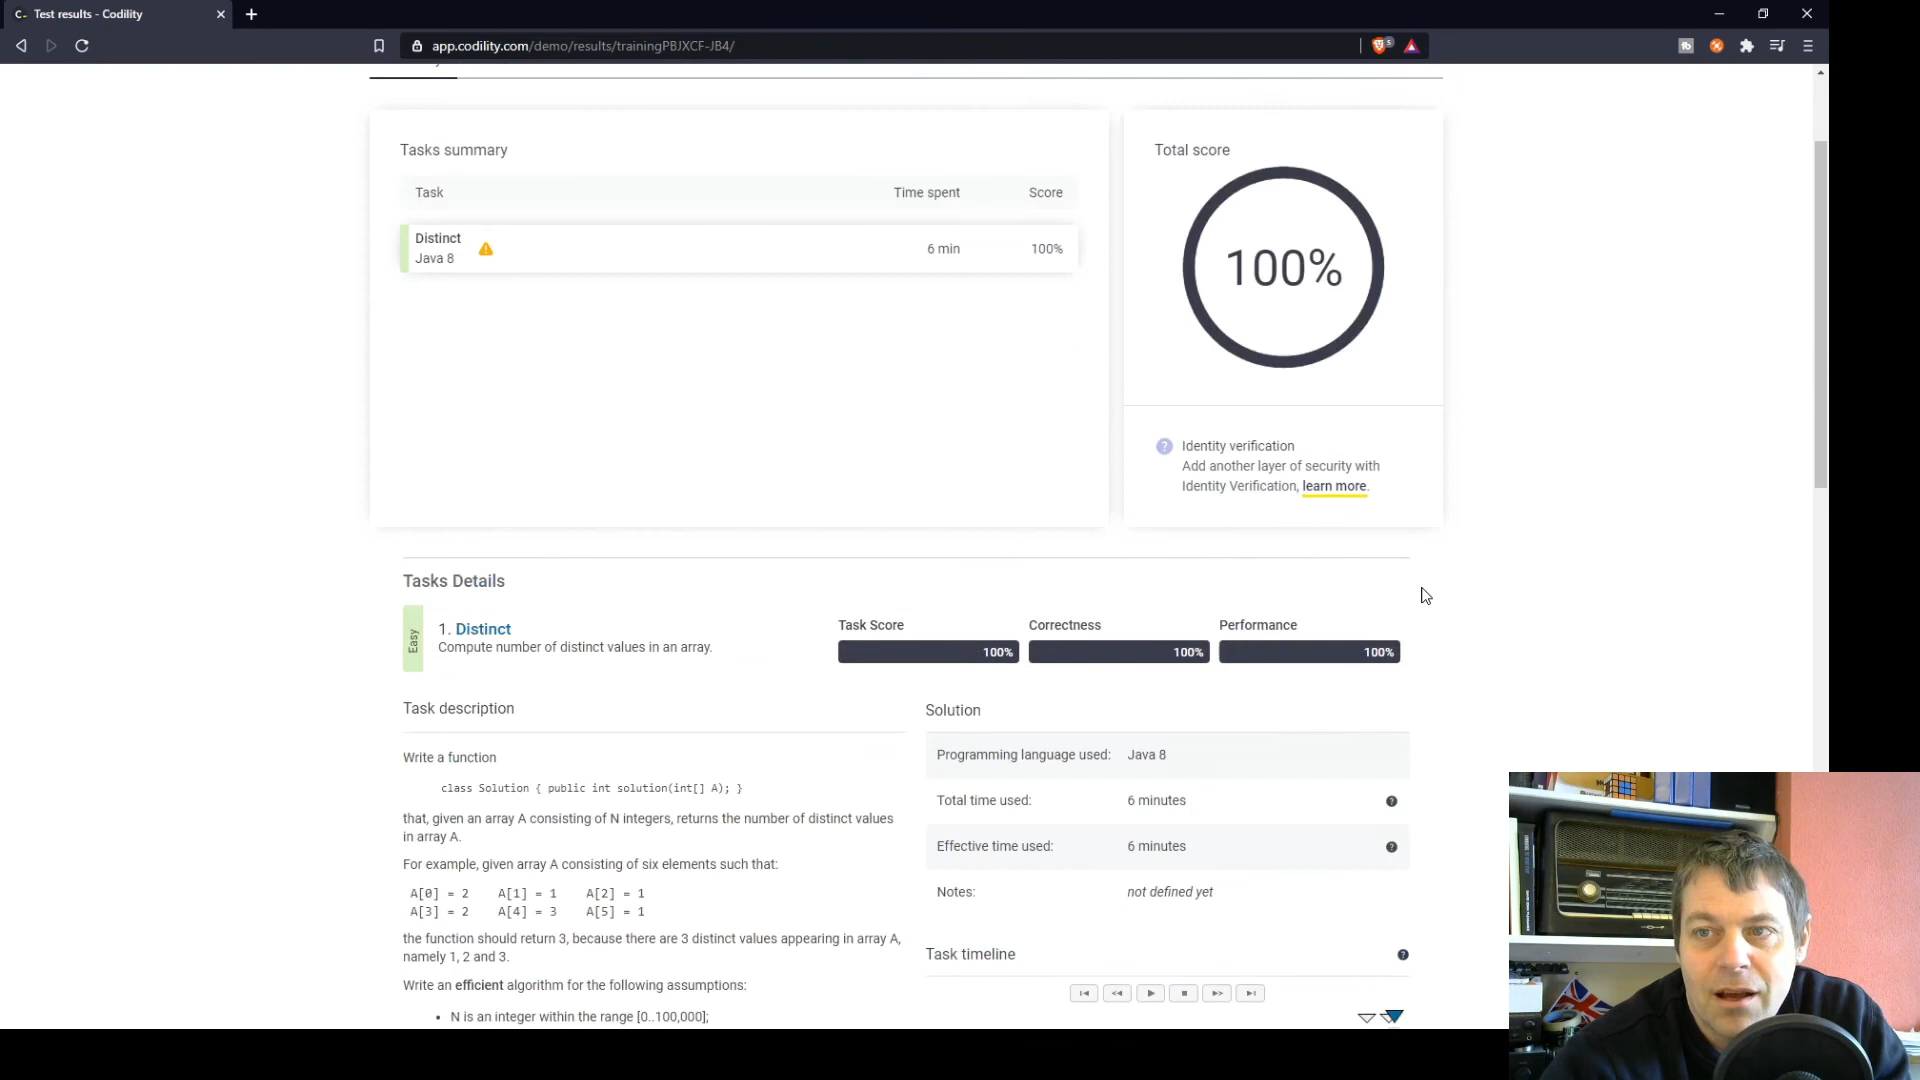 Test results - Codility
app.codility.com/demo/results/trainingPBJXCF-JB4/
Tasks summary
Task Time spent Score
Distinct
Java 8 6 min 100%
Total score
100%
Identity verification
Add another layer of security with
Identity Verification, learn more.
Tasks Details
Easy
1. Distinct
Compute number of distinct values in an array.
Task Score Correctness Performance
100% 100% 100%
Task description
Write a function
class Solution { public int solution(int[] A); }
that, given an array A consisting of N integers, returns the number of distinct values
in array A.
For example, given array A consisting of six elements such that:
A[0] = 2 A[1] = 1 A[2] = 1
A[3] = 2 A[4] = 3 A[5] = 1
the function should return 3, because there are 3 distinct values appearing in array A,
namely 1, 2 and 3.
Write an efficient algorithm for the following assumptions:
• N is an integer within the range [0..100,000];
Solution
Programming language used: Java 8
Total time used: 6 minutes
Effective time used: 6 minutes
Notes: not defined yet
Task timeline